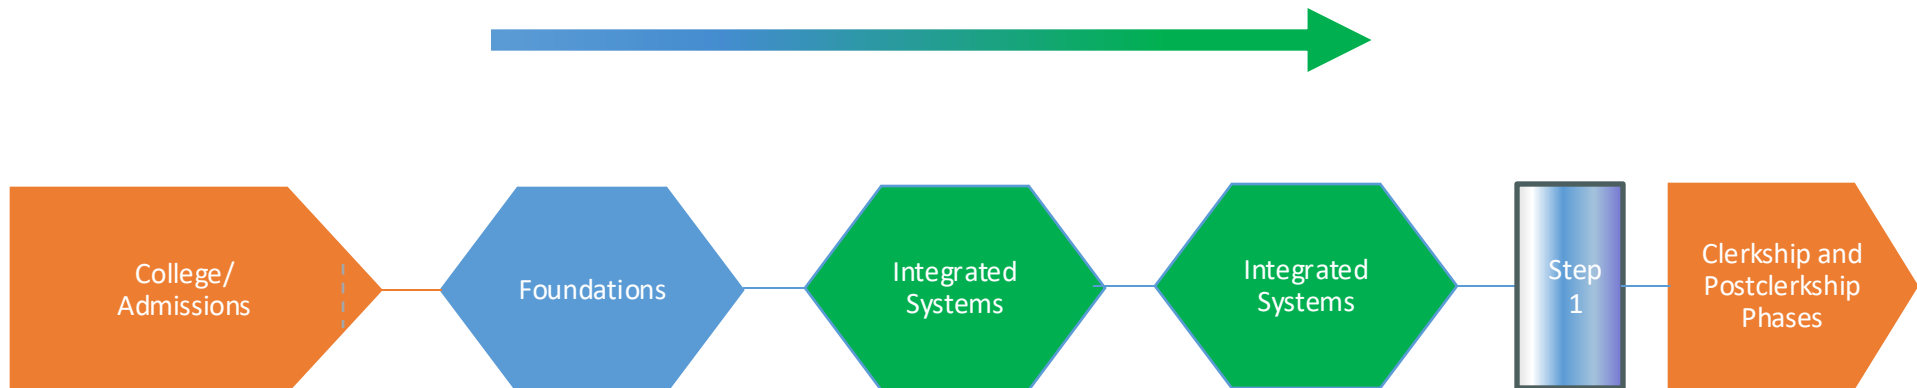 College/
Admissions
Foundations
Integrated
Systems
Integrated
Systems
Step
1
Clerkship and
Postclerkship
Phases